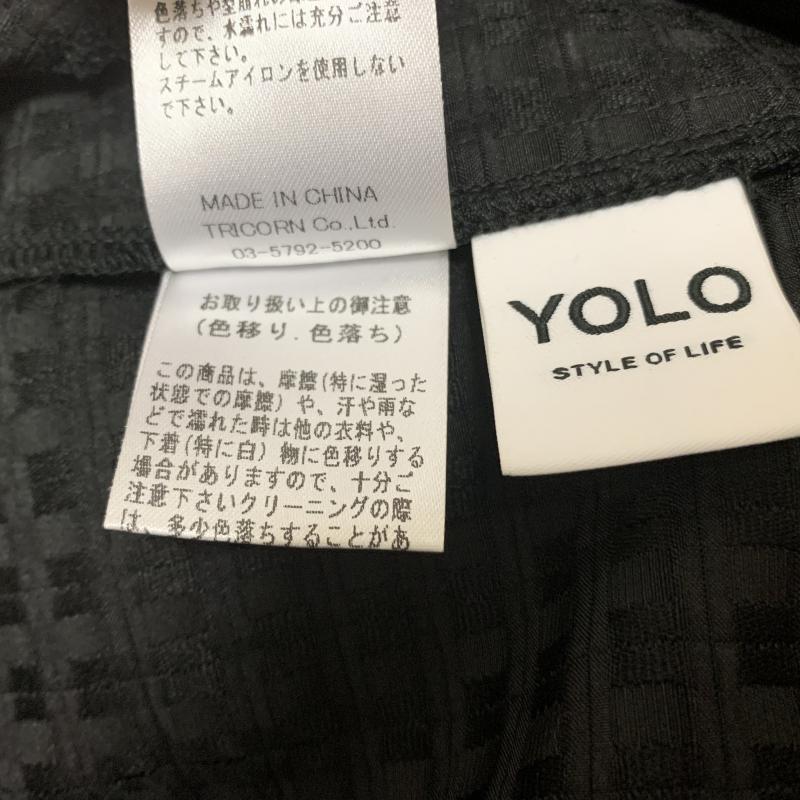 色落ちや型崩れの原因
すので、水濡れには充分ご注意
して下さい。
スチームアイロンを使用しない
で下さい。
MADE IN CHINA
TRICORN Co.,Ltd.
03-5792-5200
お取り扱い上の御注意
(色移り.色落ち)
この商品は、摩擦(特に湿った
状態での摩擦)や、汗や雨な
どで濡れた時は他の衣料や、
下着(特に白)物に色移りする
場合がありますので、十分ご
注意下さいクリーニングの際
は、多少色落ちすることがあ
YOLO
STYLE OF LIFE